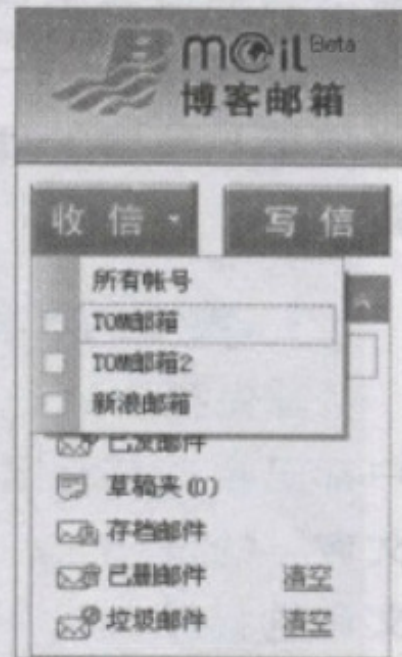 m@il Beta
博客邮箱
收信 写信
所有帐号
TOM邮箱
TOM邮箱2
新浪邮箱
已发邮件
草稿夹(0)
存档邮件
已删邮件 清空
垃圾邮件 清空